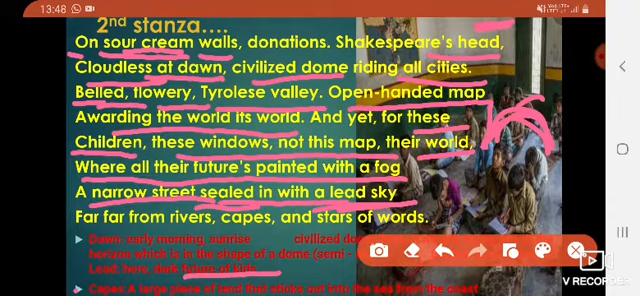 13:48
2nd stanza....
On sour cream walls, donations. Shakespeare's head,
Cloudless at dawn, civilized dome riding all cities.
Belled, flowery, Tyrolese valley. Open-handed map
Awarding the world its world. And yet, for these
Children, these windows, not this map, their world,
Where all their future's painted with a fog
A narrow street sealed in with a lead sky
Far far from rivers, capes, and stars of words.
Dawn: early morning, sunrise civilized do
horizos which is in the shape of a dome (semi -
Lead: here, dark future of kids
Capes: A large piece of land that sticks out into the sea from the coast
V RECORDER